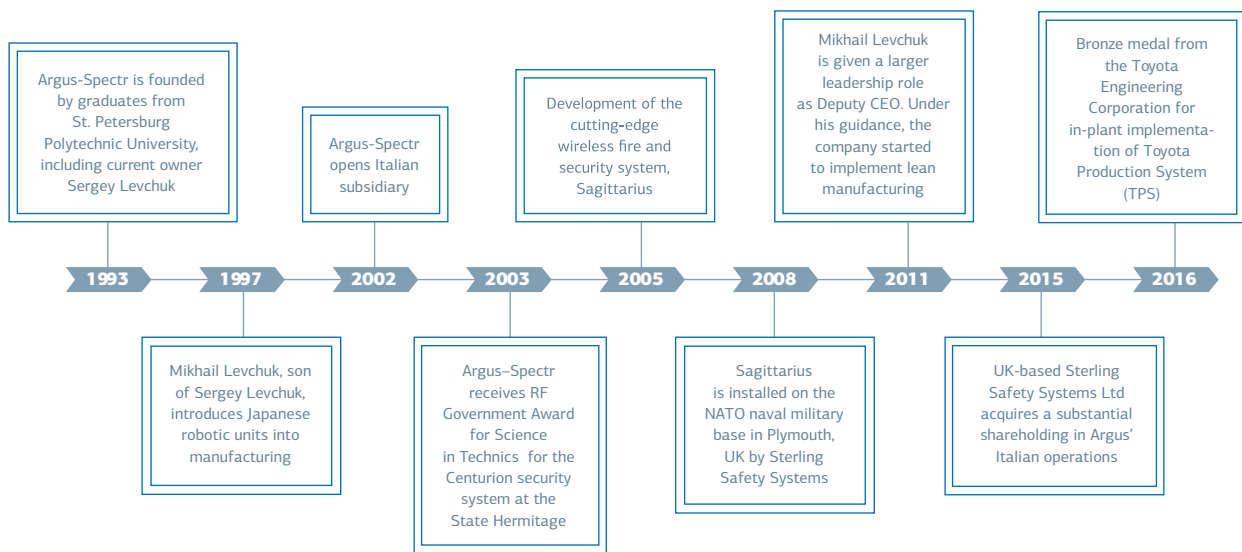 Argus-Spectr is founded
by graduates from
St. Petersburg
Polytechnic University,
including current owner
Sergey Levchuk
Argus-Spectr
opens Italian
subsidiary
Development of the
cutting-edge
wireless fire and
security system,
Sagittarius
Mikhail Levchuk
is given a larger
leadership role
as Deputy CEO. Under
his guidance, the
company started
to implement lean
manufacturing
Bronze medal from
the Toyota
Engineering
Corporation for
in-plant implementa-
tion of Toyota
Production System
(TPS)
1993
1997
2002
2003
2005
2008
2011
2015
2016
Mikhail Levchuk, son
of Sergey Levchuk,
introduces Japanese
robotic units into
manufacturing
Argus–Spectr
receives RF
Government Award
for Science
in Technics for the
Centurion security
system at the
State Hermitage
Sagittarius
is installed on the
NATO naval military
base in Plymouth,
UK by Sterling
Safety Systems
UK-based Sterling
Safety Systems Ltd
acquires a substantial
shareholding in Argus’
Italian operations